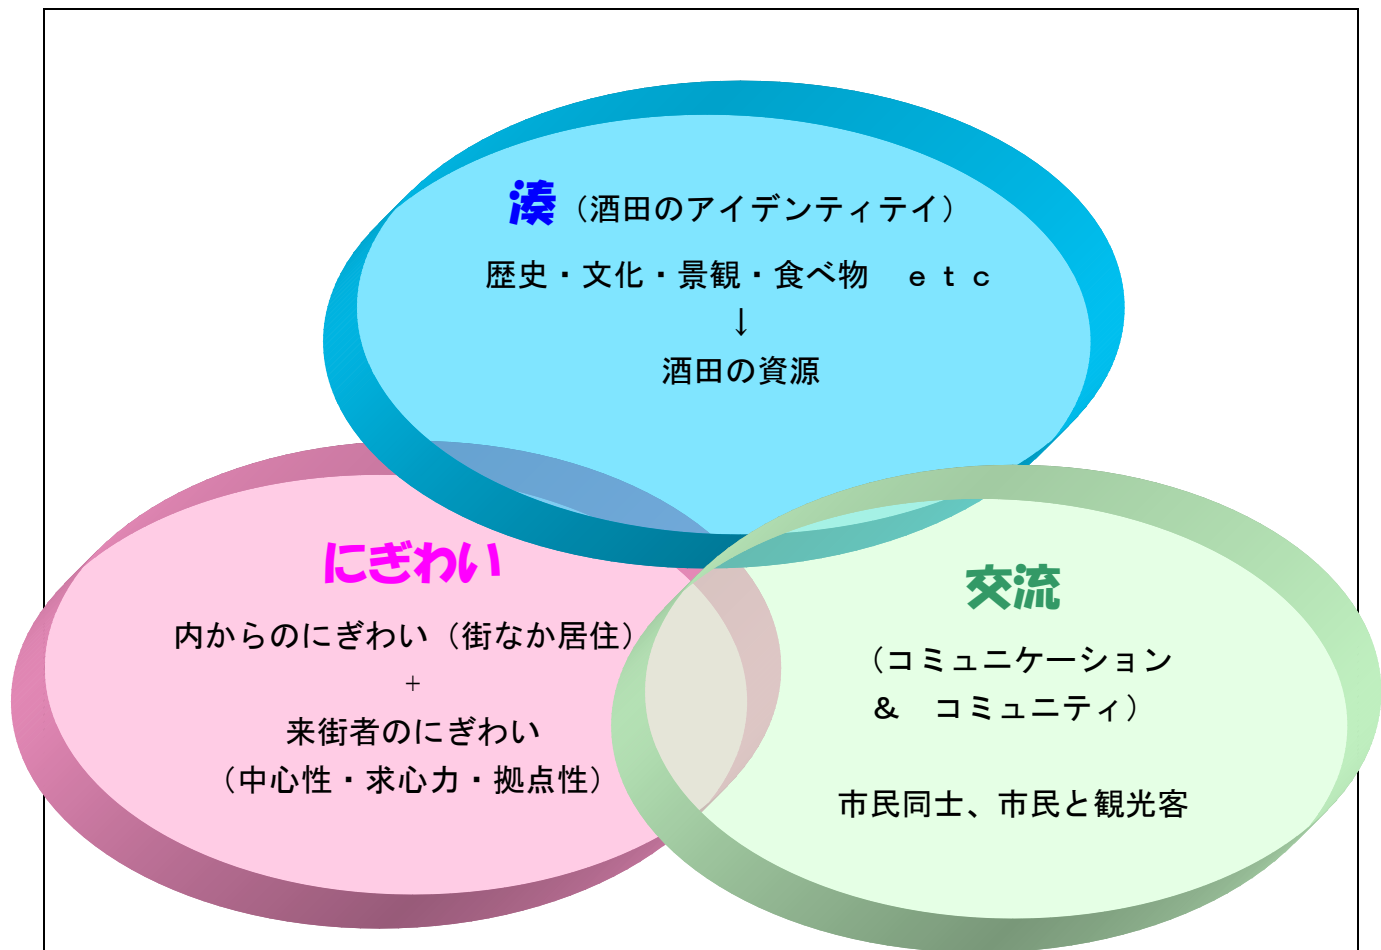 湊（酒田のアイデンティテイ）
歴史・文化・景観・食べ物　ｅｔｃ
↓
酒田の資源
にぎわい
内からのにぎわい（街なか居住）
+
来街者のにぎわい
（中心性・求心力・拠点性）
交流
（コミュニケーション
＆　コミュニティ）
市民同士、市民と観光客